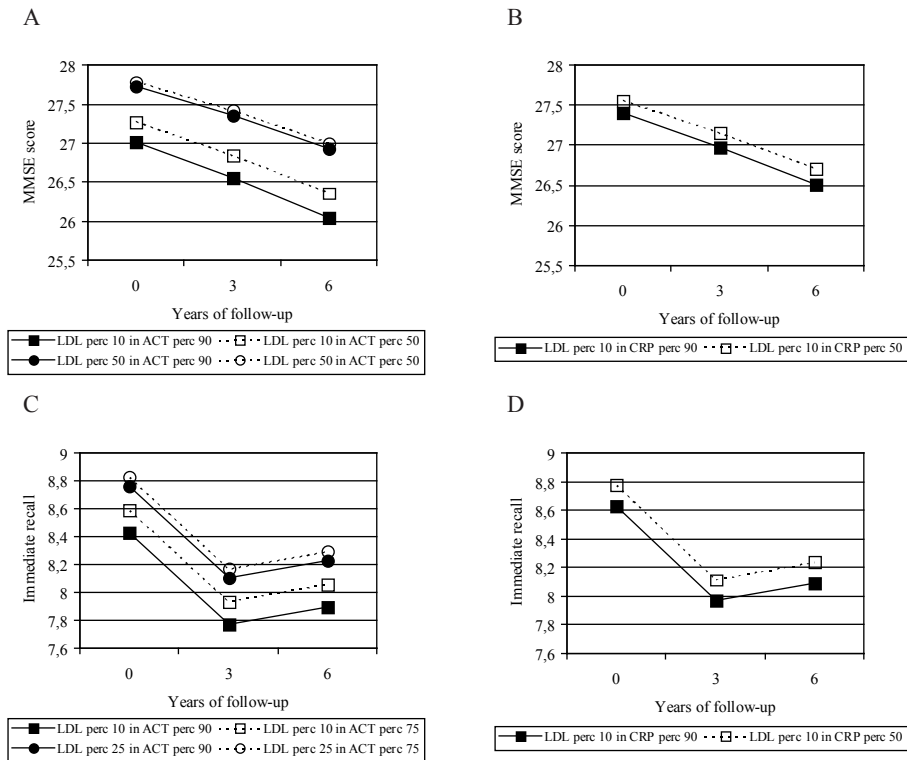 A
28
27,5
27
26,5
26
25,5
MMSE score
0 3 6
Years of follow-up
LDL perc 10 in ACT perc 90 LDL perc 10 in ACT perc 50
LDL perc 50 in ACT perc 90 LDL perc 50 in ACT perc 50
B
28
27,5
27
26,5
26
25,5
MMSE score
0 3 6
Years of follow-up
LDL perc 10 in CRP perc 90 LDL perc 10 in CRP perc 50
C
9
8,8
8,6
8,4
8,2
8
7,8
7,6
Immediate recall
0 3 6
Years of follow-up
LDL perc 10 in ACT perc 90 LDL perc 10 in ACT perc 75
LDL perc 25 in ACT perc 90 LDL perc 25 in ACT perc 75
D
9
8,8
8,6
8,4
8,2
8
7,8
7,6
Immediate recall
0 3 6
Years of follow-up
LDL perc 10 in CRP perc 90 LDL perc 10 in CRP perc 50